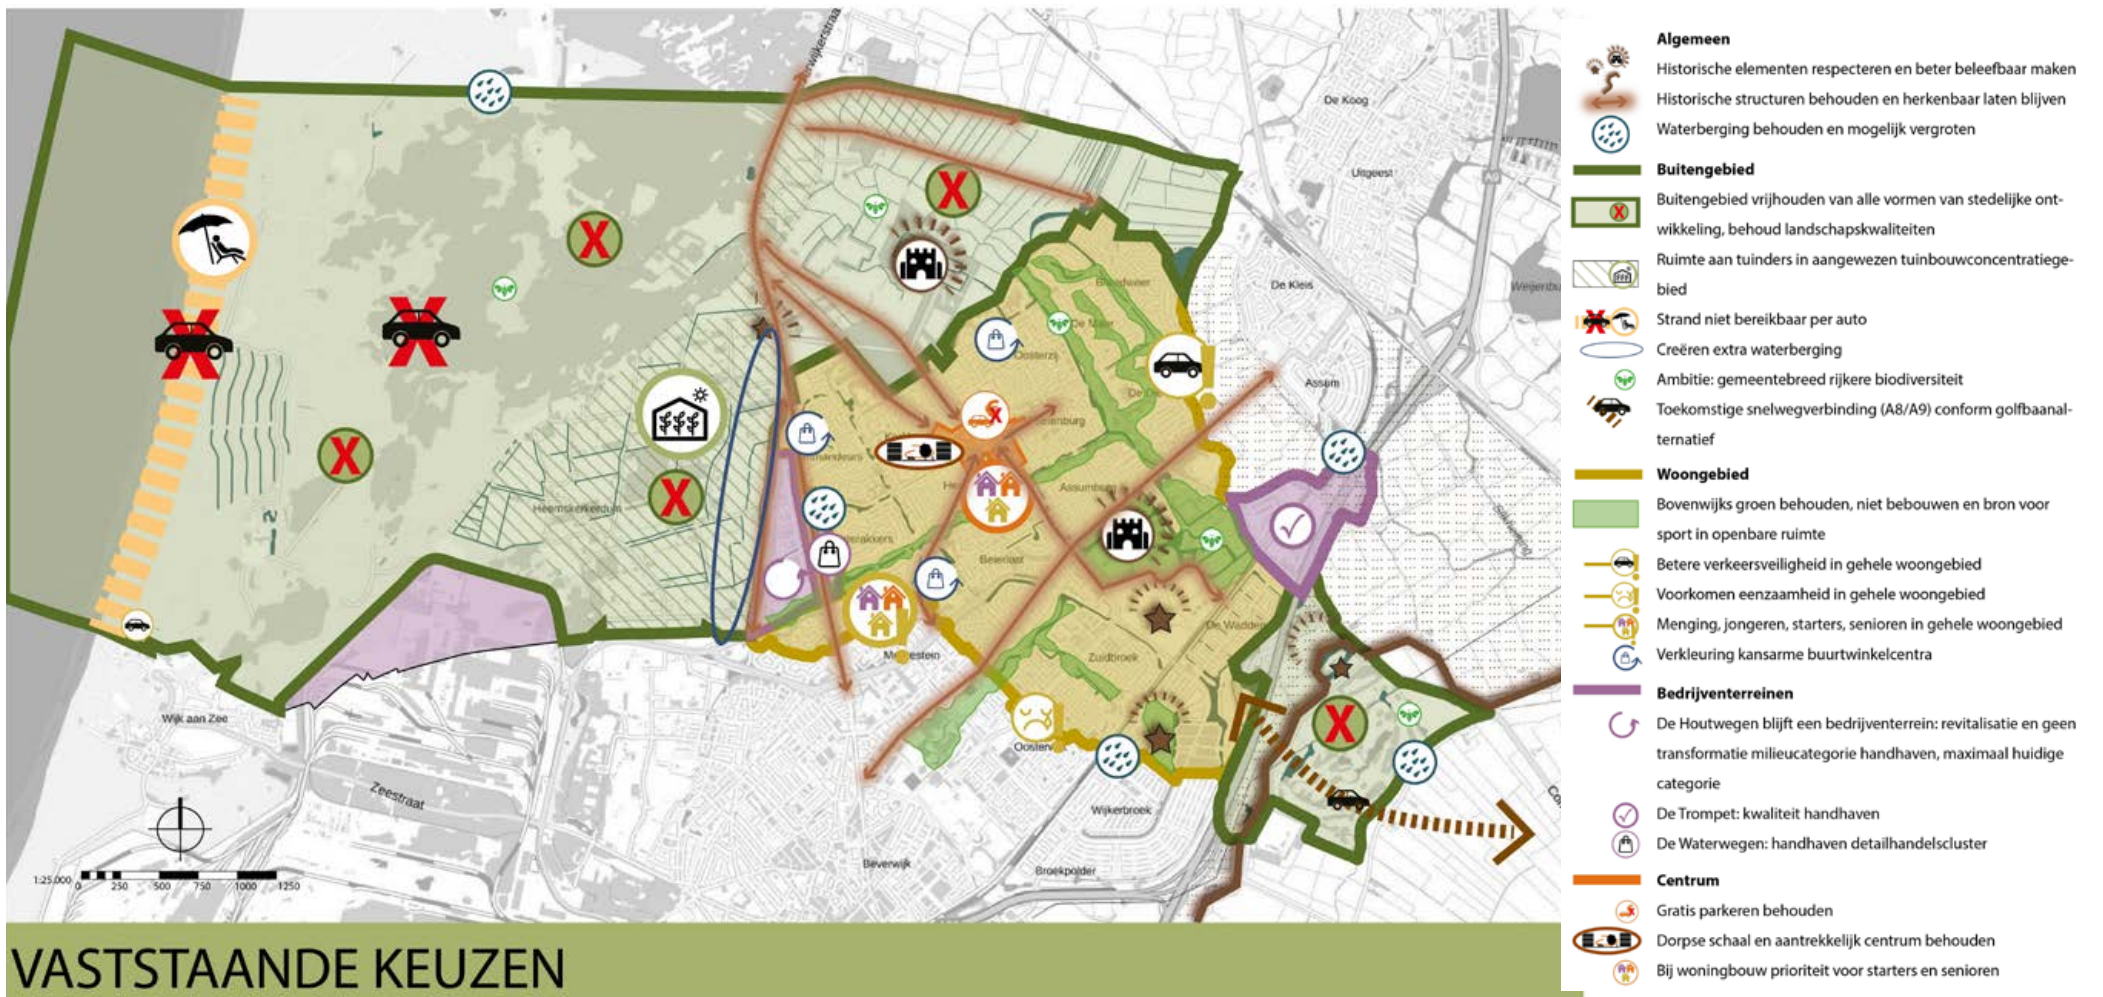 De Koog
Uitgeest
De Kleis
Broekpolder
Wijkerbroek
Beverwijk
Zeestraat
Wijk aan Zee
Heemskerkerduin
Oosterzij
De Maer
Assumburg
Assum
Beierlaan
Zuidbroek
1:25.000 0 250 500 750 1000 1250
VASTSTAANDE KEUZEN
Algemeen
Historische elementen respecteren en beter beleefbaar maken
Historische structuren behouden en herkenbaar laten blijven
Waterberging behouden en mogelijk vergroten
Buitengebied
Buitengebied vrijhouden van alle vormen van stedelijke ont-
wikkeling, behoud landschapskwaliteiten
Ruimte aan tuinders in aangewezen tuinbouwconcentratiege-
bied
Strand niet bereikbaar per auto
Creëren extra waterberging
Ambitie: gemeentebreed rijkere biodiversiteit
Toekomstige snelwegverbinding (A8/A9) conform golfbaanal-
ternatief
Woongebied
Bovenwijks groen behouden, niet bebouwen en bron voor
sport in openbare ruimte
Betere verkeersveiligheid in gehele woongebied
Voorkomen eenzaamheid in gehele woongebied
Menging, jongeren, starters, senioren in gehele woongebied
Verkleuring kansarme buurtwinkelcentra
Bedrijventerreinen
De Houtwegen blijft een bedrijventerrein: revitalisatie en geen
transformatie milieucategorie handhaven, maximaal huidige
categorie
De Trompet: kwaliteit handhaven
De Waterwegen: handhaven detailhandelscluster
Centrum
Gratis parkeren behouden
Dorpse schaal en aantrekkelijk centrum behouden
Bij woningbouw prioriteit voor starters en senioren